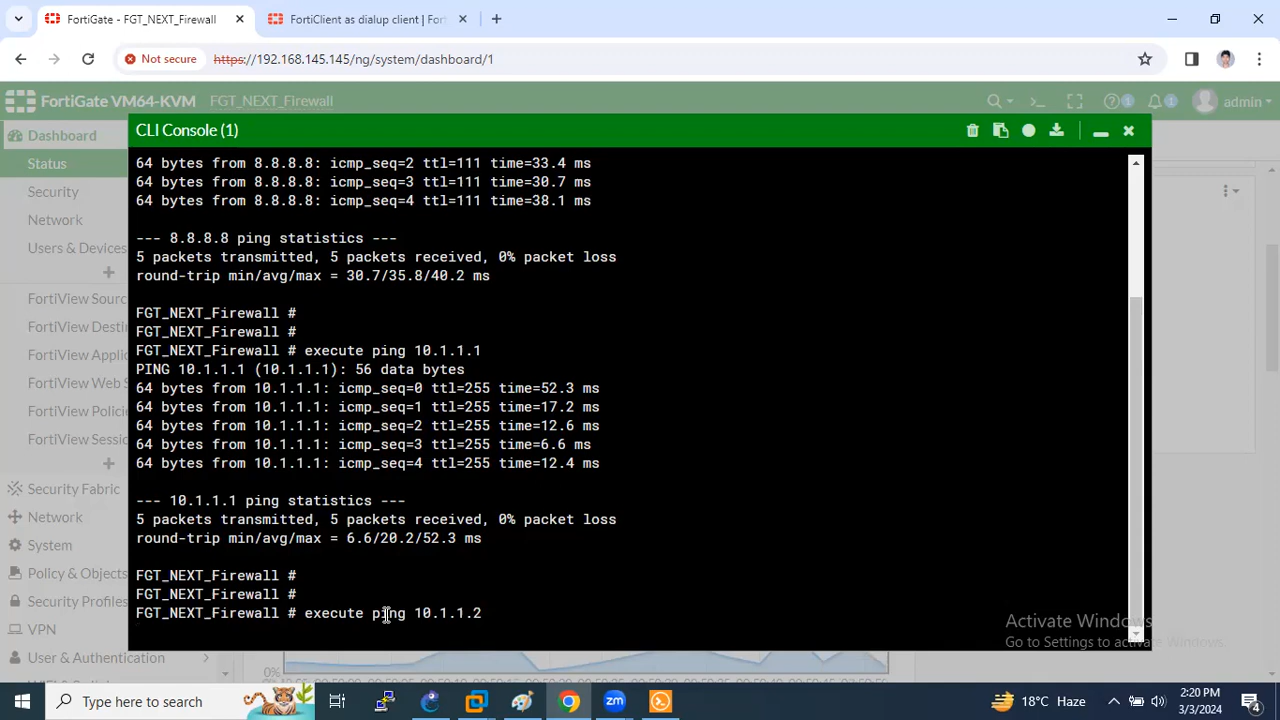 FortiGate - FGT_NEXT_Firewall
FortiClient as dialup client | Fort
Not secure
https://192.168.145.145/ng/system/dashboard/1
FortiGate VM64-KVM
FGT_NEXT_Firewall
1
1
admin
Dashboard
Status
Security
Network
Users & Devices
FortiView Sourc
FortiView Destin
FortiView Applic
FortiView Web S
FortiView Policie
FortiView Sessic
Security Fabric
Network
System
Policy & Objects
Security Profiles
VPN
User & Authentication
CLI Console (1)
64 bytes from 8.8.8.8: icmp_seq=2 ttl=111 time=33.4 ms
64 bytes from 8.8.8.8: icmp_seq=3 ttl=111 time=30.7 ms
64 bytes from 8.8.8.8: icmp_seq=4 ttl=111 time=38.1 ms
--- 8.8.8.8 ping statistics ---
5 packets transmitted, 5 packets received, 0% packet loss
round-trip min/avg/max = 30.7/35.8/40.2 ms
FGT_NEXT_Firewall #
FGT_NEXT_Firewall #
FGT_NEXT_Firewall # execute ping 10.1.1.1
PING 10.1.1.1 (10.1.1.1): 56 data bytes
64 bytes from 10.1.1.1: icmp_seq=0 ttl=255 time=52.3 ms
64 bytes from 10.1.1.1: icmp_seq=1 ttl=255 time=17.2 ms
64 bytes from 10.1.1.1: icmp_seq=2 ttl=255 time=12.6 ms
64 bytes from 10.1.1.1: icmp_seq=3 ttl=255 time=6.6 ms
64 bytes from 10.1.1.1: icmp_seq=4 ttl=255 time=12.4 ms
--- 10.1.1.1 ping statistics ---
5 packets transmitted, 5 packets received, 0% packet loss
round-trip min/avg/max = 6.6/20.2/52.3 ms
FGT_NEXT_Firewall #
FGT_NEXT_Firewall #
FGT_NEXT_Firewall # execute ping 10.1.1.2
Activate Windows
Go to Settings to activate Windows.
0%
Type here to search
zm
18°C Haze
2:20 PM
3/3/2024
4